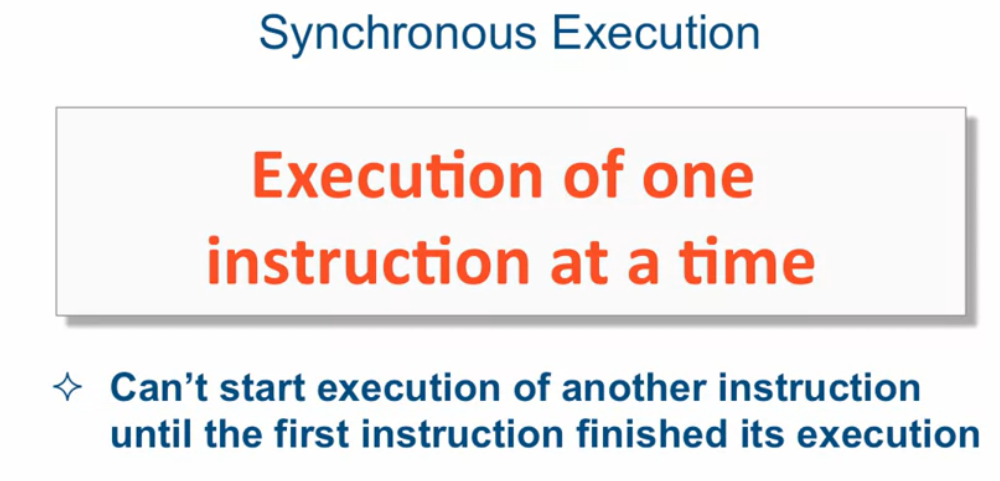 Synchronous Execution
Execution of one
instruction at a time
Can't start execution of another instruction
until the first instruction finished its execution